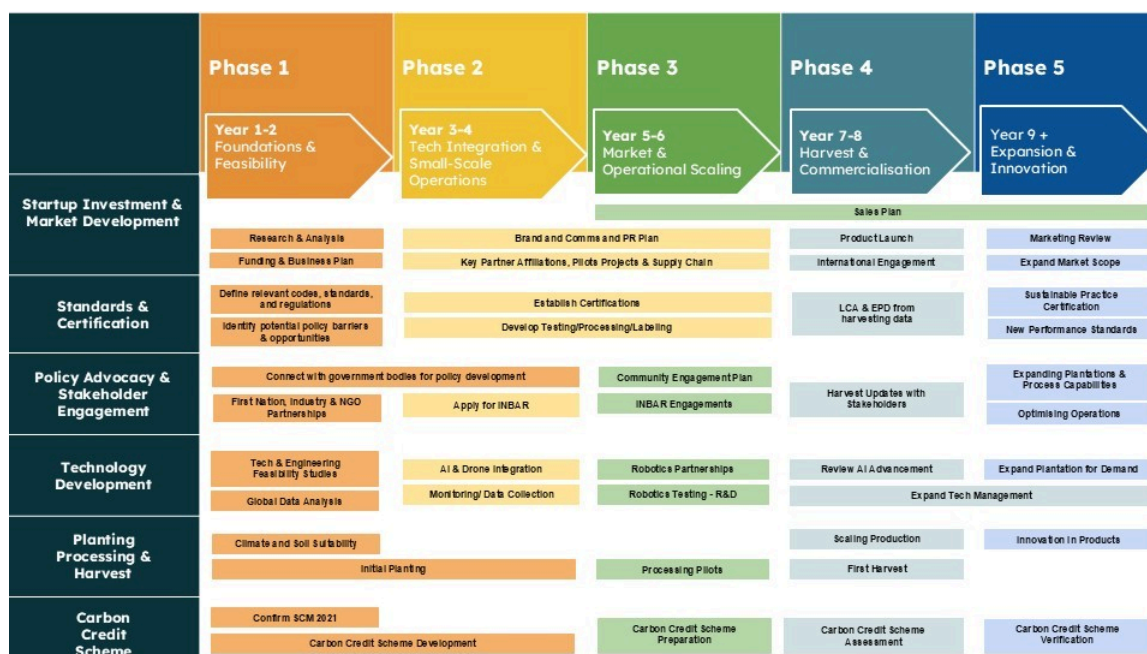 Phase 1
Phase 2
Phase 3
Phase 4
Phase 5
Year 1-2
Foundations &
Feasibility
Year 3-4
Tech Integration &
Small-Scale
Operations
Year 5-6
Market &
Operational Scaling
Year 7-8
Harvest &
Commercialisation
Year 9 +
Expansion &
Innovation
Startup Investment &
Market Development
Sales Plan
Research & Analysis
Brand and Comms and PR Plan
Product Launch
Marketing Review
Funding & Business Plan
Key Partner Affiliations, Pilots Projects & Supply Chain
International Engagement
Expand Market Scope
Standards &
Certification
Define relevant codes, standards,
and regulations
Establish Certifications
LCA & EPD from
harvesting data
Sustainable Practice
Certification
Identify potential policy barriers
& opportunities
Develop Testing/Processing/Labeling
New Performance Standards
Policy Advocacy &
Stakeholder
Engagement
Connect with government bodies for policy development
Community Engagement Plan
Harvest Updates with
Stakeholders
Expanding Plantations &
Process Capabilities
First Nation, Industry & NGO
Partnerships
Apply for INBAR
INBAR Engagements
Optimising Operations
Technology
Development
Tech & Engineering
Feasibility Studies
AI & Drone Integration
Robotics Partnerships
Review AI Advancement
Expand Plantation for Demand
Global Data Analysis
Monitoring/ Data Collection
Robotics Testing - R&D
Expand Tech Management
Planting
Processing &
Harvest
Climate and Soil Suitability
Scaling Production
Innovation in Products
Initial Planting
Processing Pilots
First Harvest
Carbon
Credit
Scheme
Confirm SCM 2021
Carbon Credit Scheme Development
Carbon Credit Scheme
Preparation
Carbon Credit Scheme
Assessment
Carbon Credit Scheme
Verification